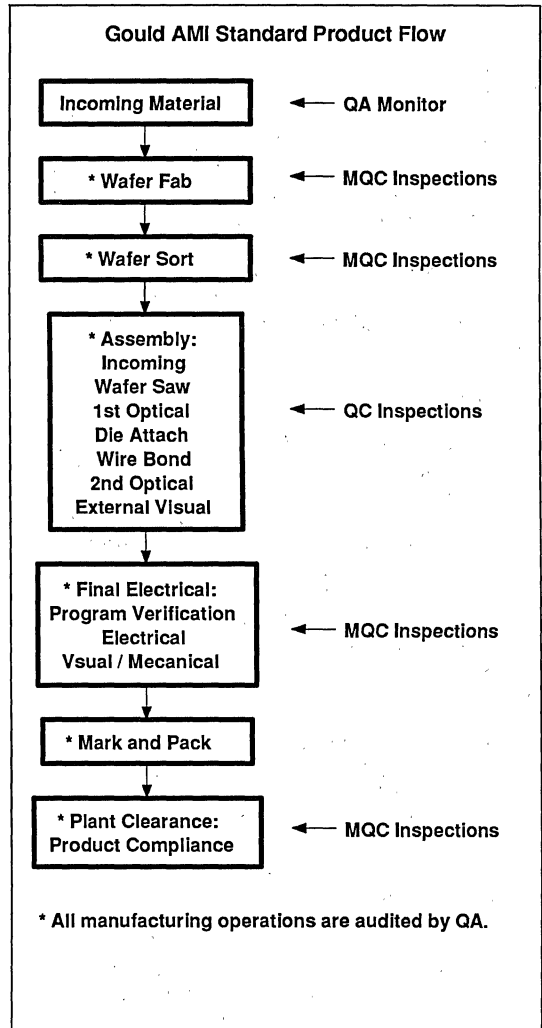 Gould AMI Standard Product Flow
Incoming Material
QA Monitor
* Wafer Fab
MQC Inspections
* Wafer Sort
MQC Inspections
* Assembly:
Incoming
Wafer Saw
1st Optical
Die Attach
Wire Bond
2nd Optical
External Visual
QC Inspections
* Final Electrical:
Program Verification
Electrical
Vsual / Mecanical
MQC Inspections
* Mark and Pack
* Plant Clearance:
Product Compliance
MQC Inspections
* All manufacturing operations are audited by QA.